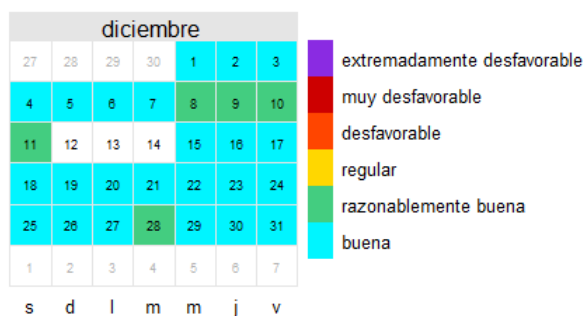 diciembre
27 28 29 30 1 2 3
4 5 6 7 8 9 10
11 12 13 14 15 16 17
18 19 20 21 22 23 24
25 26 27 28 29 30 31
1 2 3 4 5 6 7
s d l m m j v
extremadamente desfavorable
muy desfavorable
desfavorable
regular
razonablemente buena
buena